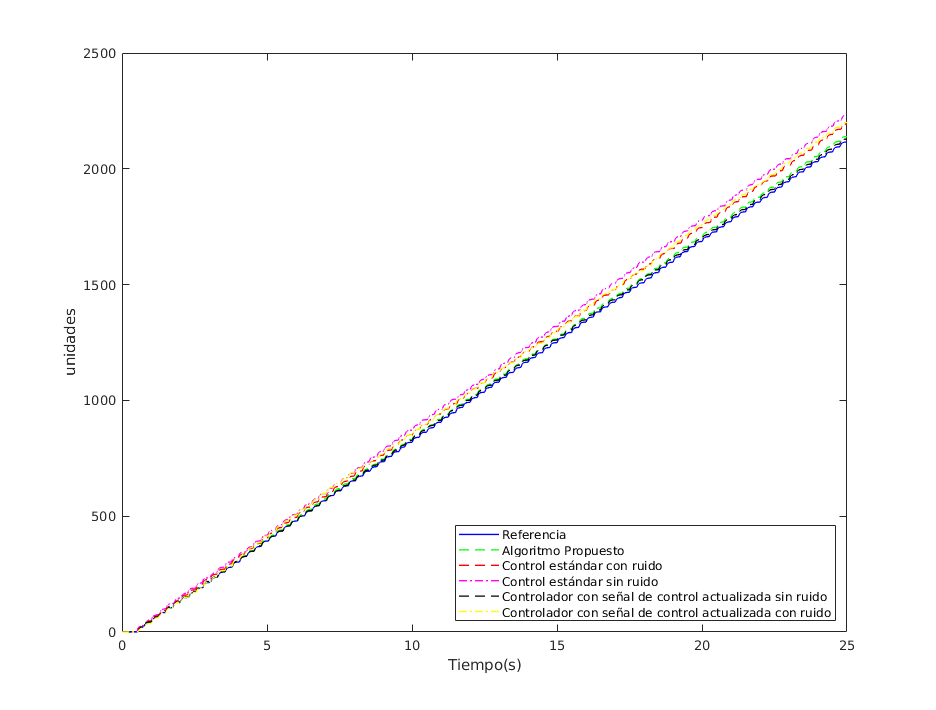 2500
2000
1500
1000
500
0
unidades
0 5 10 15 20 25
Tiempo(s)
Referencia
Algoritmo Propuesto
Control estándar con ruido
Control estándar sin ruido
Controlador con señal de control actualizada sin ruido
Controlador con señal de control actualizada con ruido